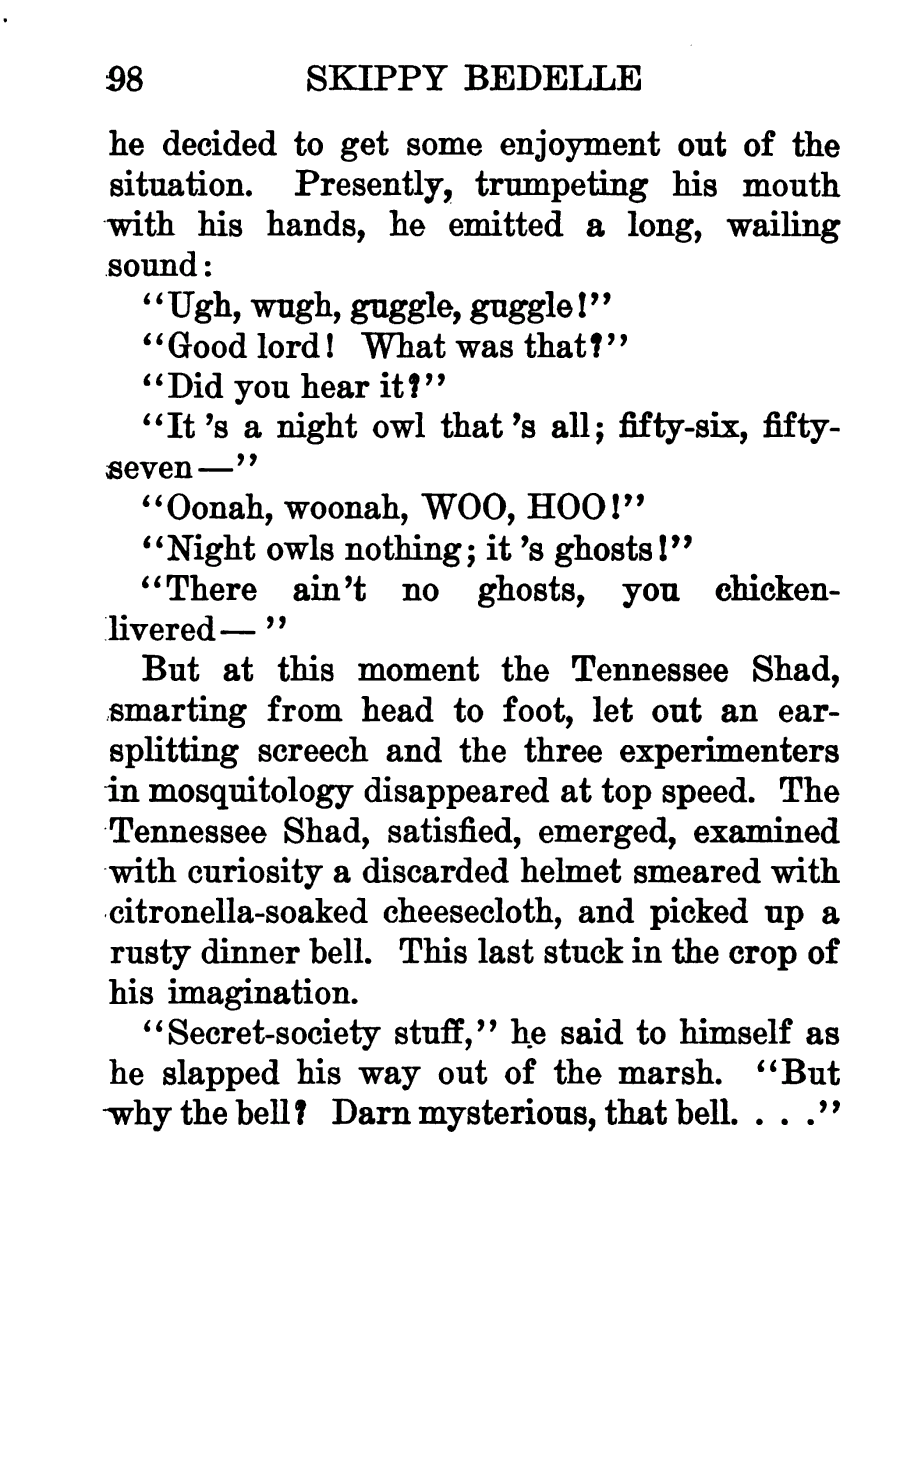 98 SKIPPY BEDELLE
he decided to get some enjoyment out of the
situation. Presently, trumpeting his mouth
with his hands, he emitted a long, wailing
sound:
“Ugh, wugh, guggle, guggle!”
“Good lord! What was that?”
“Did you hear it?”
“It ’s a night owl that ’s all; fifty-six, fifty-
seven—”
“Oonah, woonah, WOO, HOO!”
“Night owls nothing; it ’s ghosts!”
“There ain’t no ghosts, you chicken-
livered— ”
But at this moment the Tennessee Shad,
smarting from head to foot, let out an ear-
splitting screech and the three experimenters
in mosquitology disappeared at top speed. The
Tennessee Shad, satisfied, emerged, examined
with curiosity a discarded helmet smeared with
citronella-soaked cheesecloth, and picked up a
rusty dinner bell. This last stuck in the crop of
his imagination.
“Secret-society stuff,” he said to himself as
he slapped his way out of the marsh. “But
why the bell? Darn mysterious, that bell. . . .”